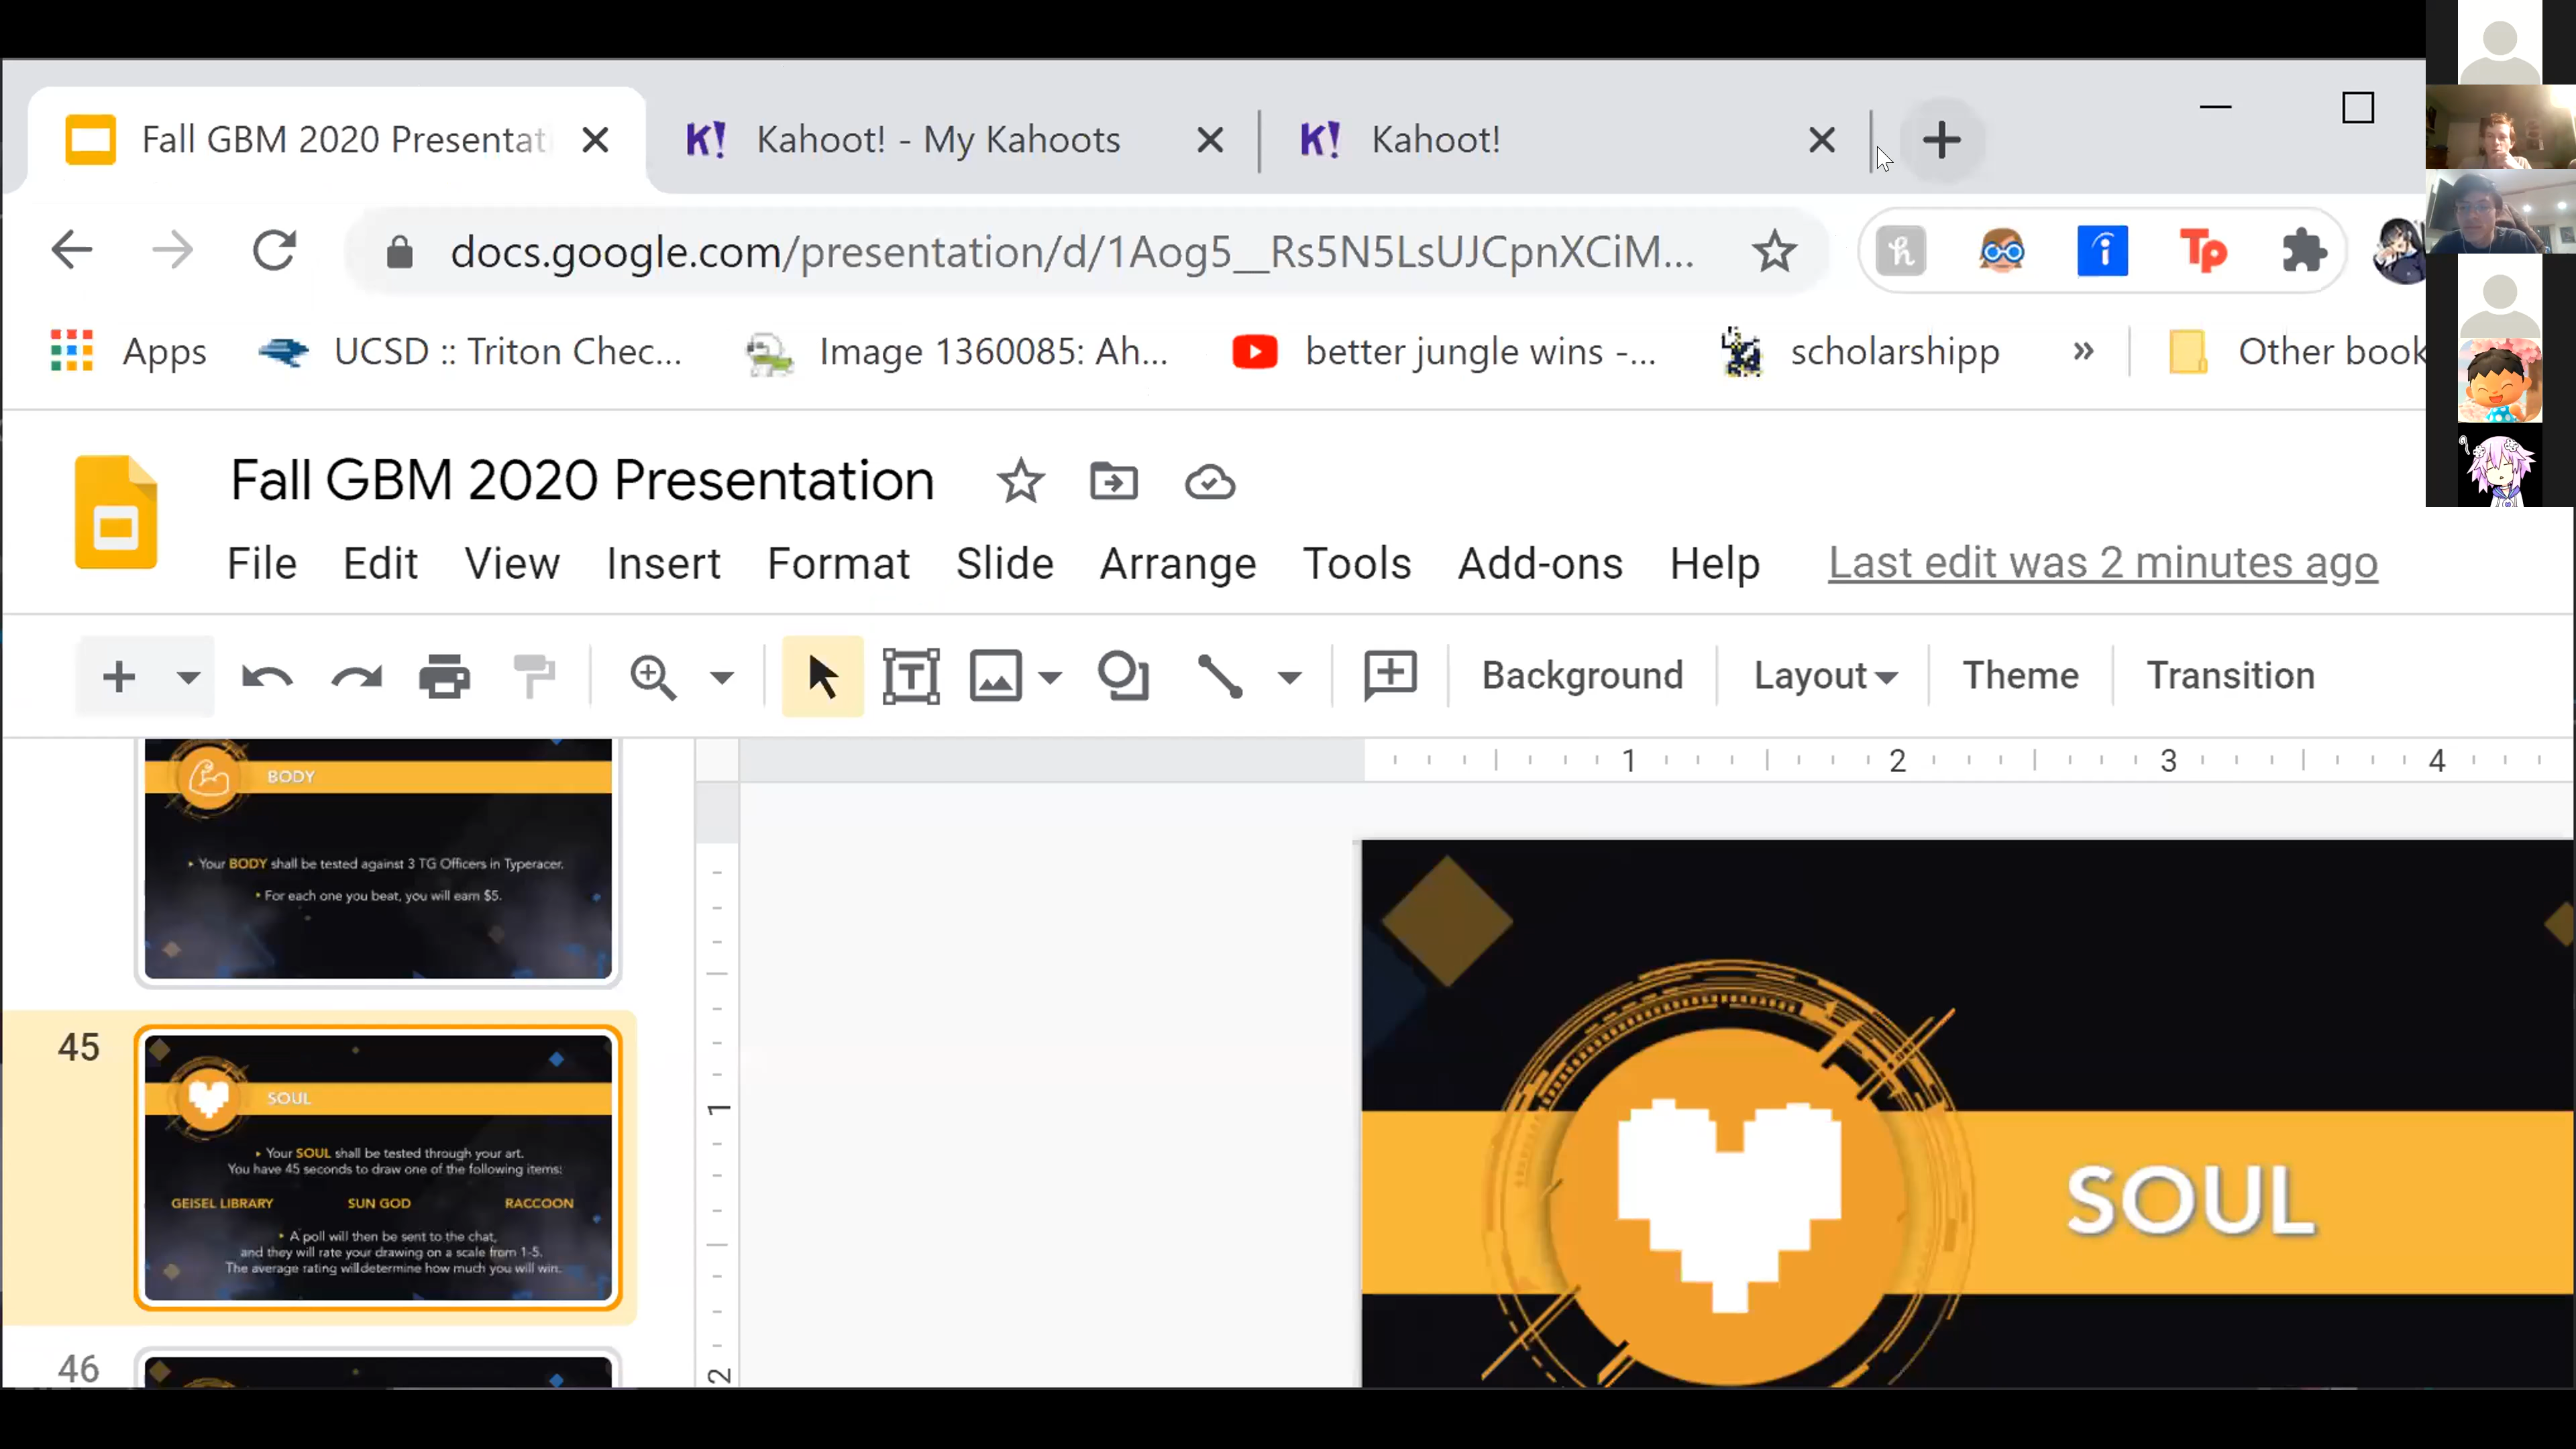 Fall GBM 2020 Presentat
K! Kahoot! - My Kahoots
K! Kahoot!
docs.google.com/presentation/d/1Aog5__Rs5N5LsUJCpnXCiM...
Apps
UCSD :: Triton Chec...
Image 1360085: Ah...
better jungle wins -...
scholarshipp
»
Other book
Fall GBM 2020 Presentation
File Edit View Insert Format Slide Arrange Tools Add-ons Help Last edit was 2 minutes ago
Background Layout Theme Transition
1 2 3 4
BODY
Your BODY shall be tested against 3 TG Officers in Typeracer.
For each one you beat, you will earn $5.
45
SOUL
Your SOUL shall be tested through your art.
You have 45 seconds to draw one of the following items:
GEISEL LIBRARY SUN GOD RACCOON
A poll will then be sent to the chat,
and they will rate your drawing on a scale from 1-5.
The average rating will determine how much you will win.
46
1
2
SOUL